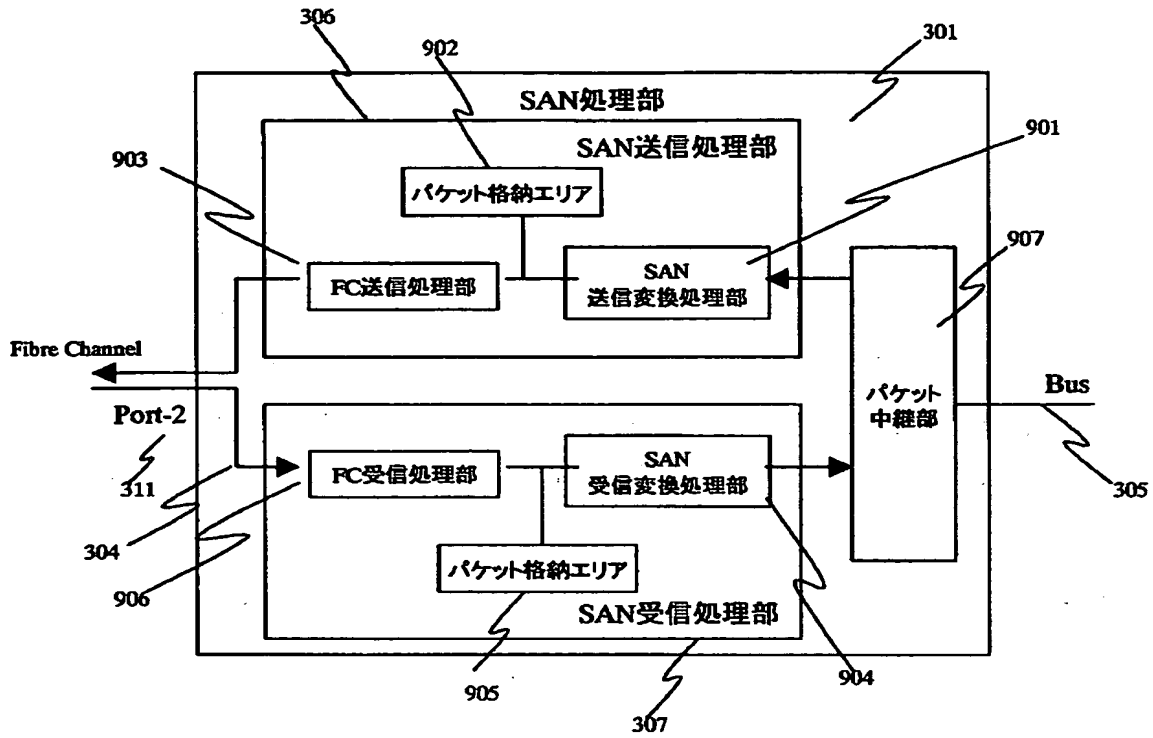 306
902
301
SAN処理部
901
903
SAN送信処理部
パケット格納エリア
907
FC送信処理部
SAN
送信変換処理部
Fibre Channel
Port-2
パケット
中継部
Bus
311
FC受信処理部
SAN
受信変換処理部
305
304
906
パケット格納エリア
SAN受信処理部
905
904
307